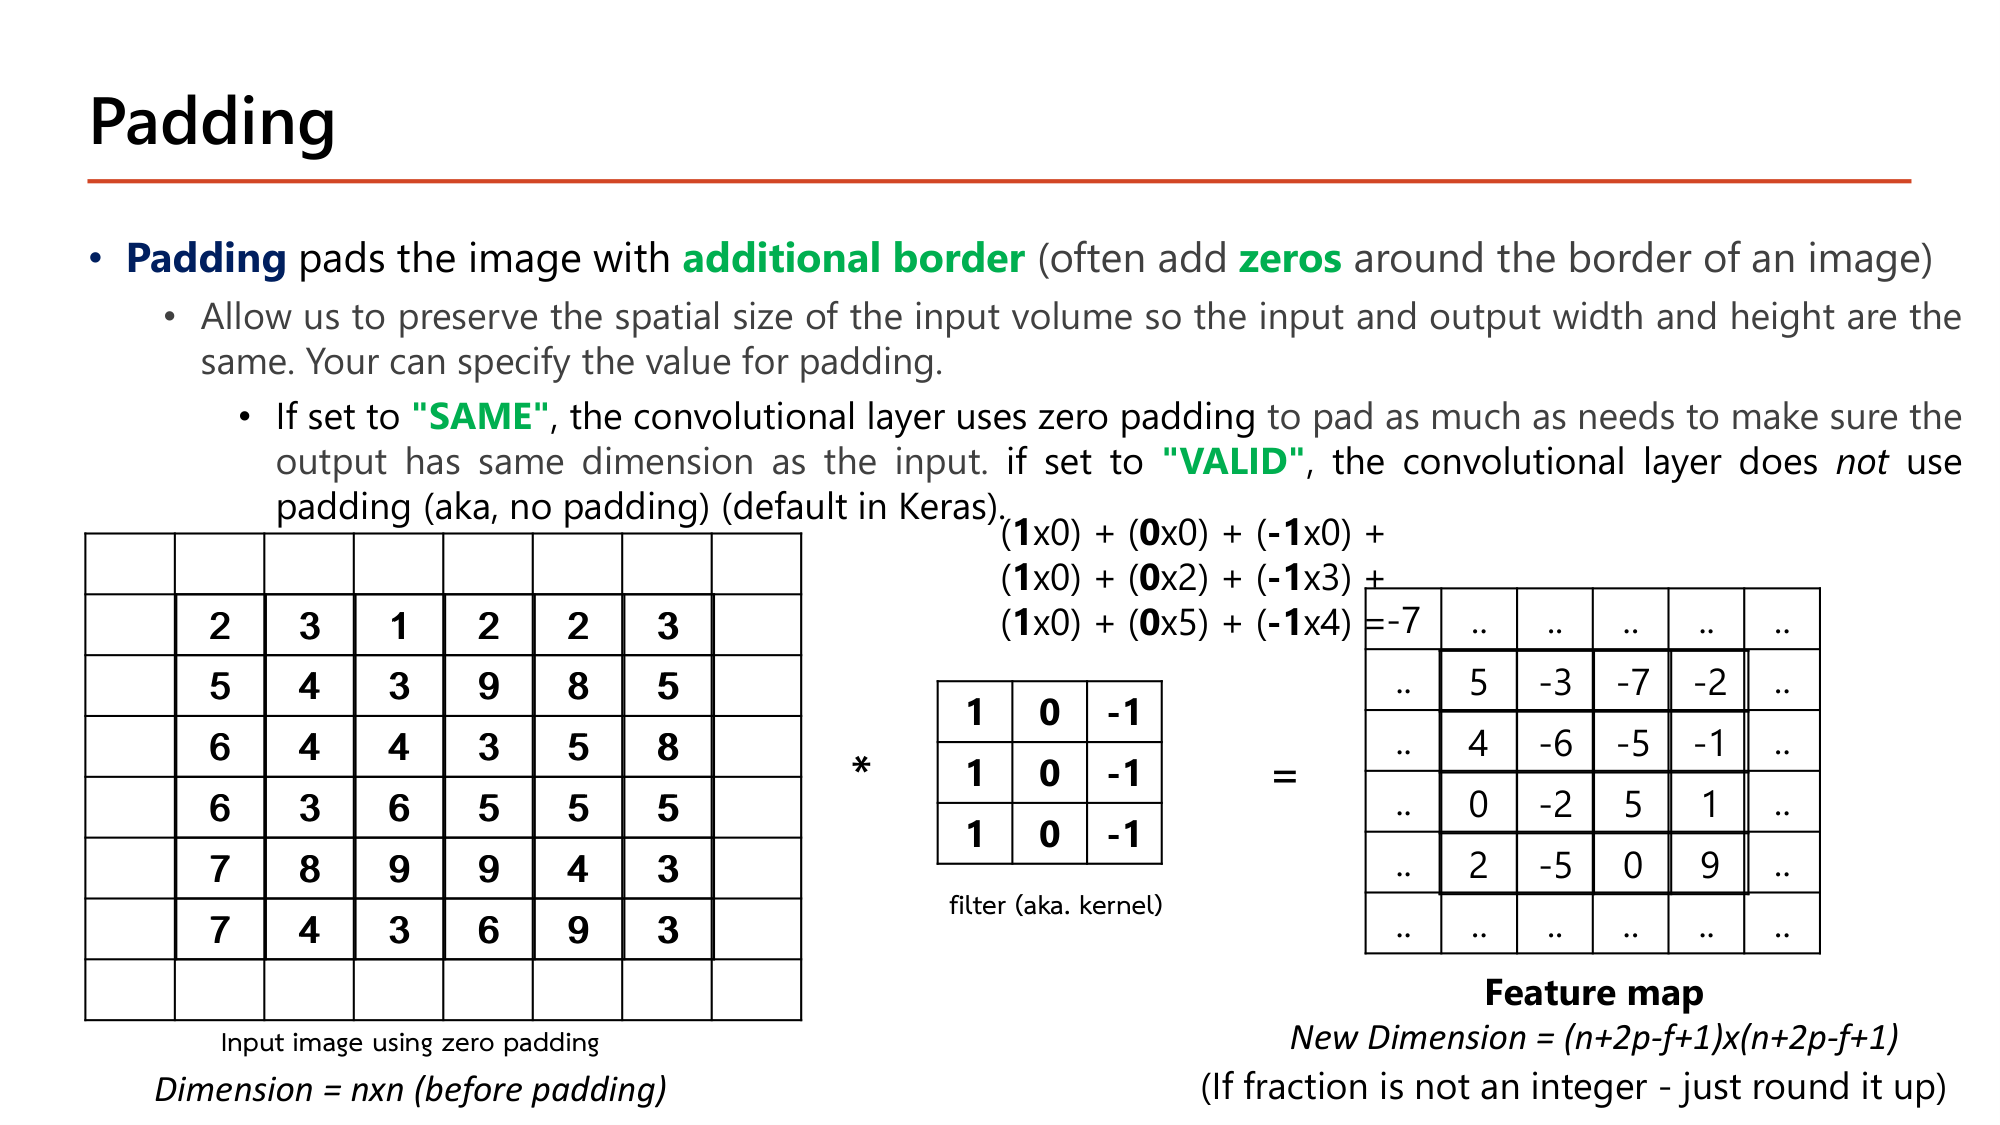 Padding
• Padding pads the image with additional border (often add zeros around the border of an image)
• Allow us to preserve the spatial size of the input volume so the input and output width and height are the
same. Your can specify the value for padding.
• If set to "SAME", the convolutional layer uses zero padding to pad as much as needs to make sure the
output has same dimension as the input. if set to "VALID", the convolutional layer does not use
padding (aka, no padding) (default in Keras).
(1x0) + (0x0) + (-1x0) +
(1x0) + (0x2) + (-1x3) +
(1x0) + (0x5) + (-1x4) =
2 3 1 2 2 3
5 4 3 9 8 5
6 4 4 3 5 8
6 3 6 5 5 5
7 8 9 9 4 3
7 4 3 6 9 3
Input image using zero padding
Dimension = nxn (before padding)
*
1 0 -1
1 0 -1
1 0 -1
filter (aka. kernel)
=
-7 .. .. .. .. ..
.. 5 -3 -7 -2 ..
.. 4 -6 -5 -1 ..
.. 0 -2 5 1 ..
.. 2 -5 0 9 ..
.. .. .. .. .. ..
Feature map
New Dimension = (n+2p-f+1)x(n+2p-f+1)
(If fraction is not an integer - just round it up)